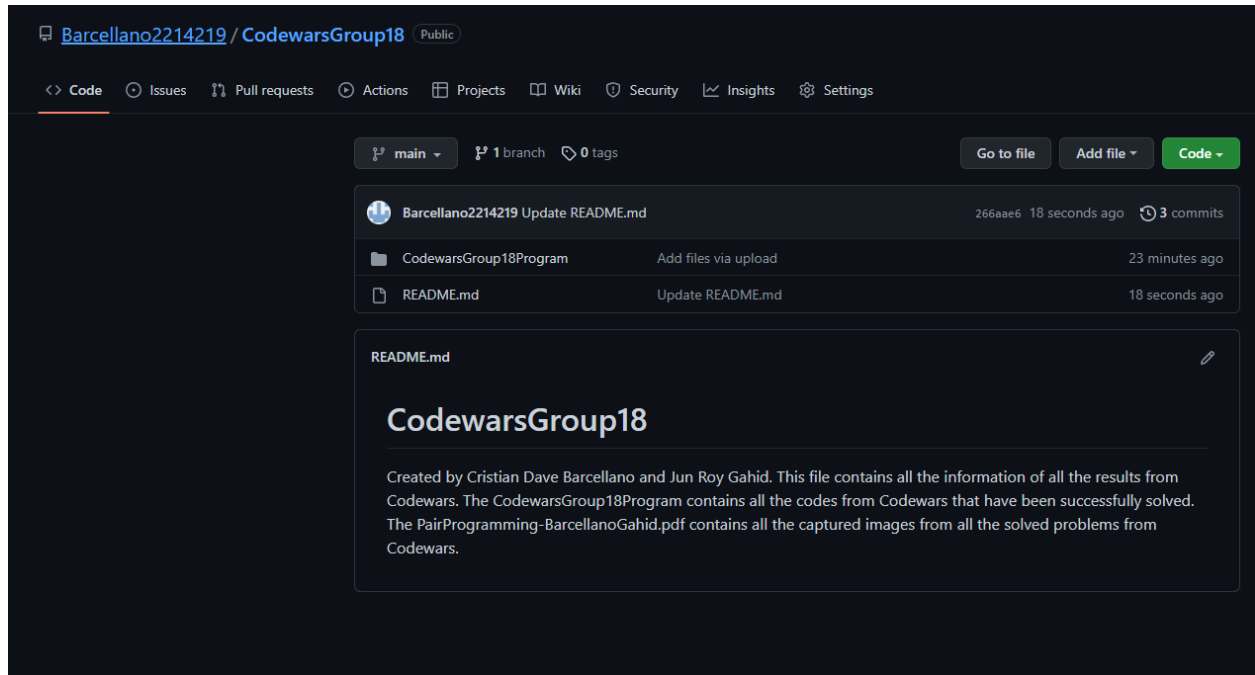 Barcellano2214219 / CodewarsGroup18 Public
<> Code Issues Pull requests Actions Projects Wiki Security Insights Settings
main 1 branch 0 tags Go to file Add file Code
Barcellano2214219 Update README.md 266aae6 18 seconds ago 3 commits
CodewarsGroup18Program Add files via upload 23 minutes ago
README.md Update README.md 18 seconds ago
README.md
CodewarsGroup18
Created by Cristian Dave Barcellano and Jun Roy Gahid. This file contains all the information of all the results from
Codewars. The CodewarsGroup18Program contains all the codes from Codewars that have been successfully solved.
The PairProgramming-BarcellanoGahid.pdf contains all the captured images from all the solved problems from
Codewars.